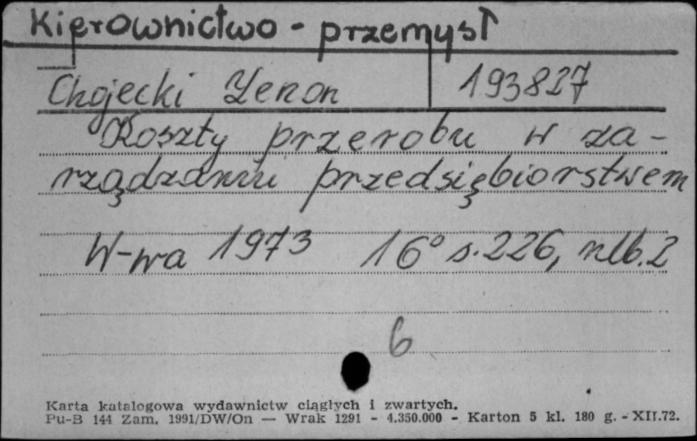 Kierownictwo - przemysł
Chojecki Zenon 193827
Koszty przerobu w za-
rządzaniu przedsiębiorstwem
W-wa 1973 16° s. 226, nlb. 2
6
Karta katalogowa wydawnictw ciągłych i zwartych.
Pu-B 144 Zam. 1991/DW/On — Wrak 1291 - 4.350.000 - Karton 5 kl. 180 g. - XII.72.